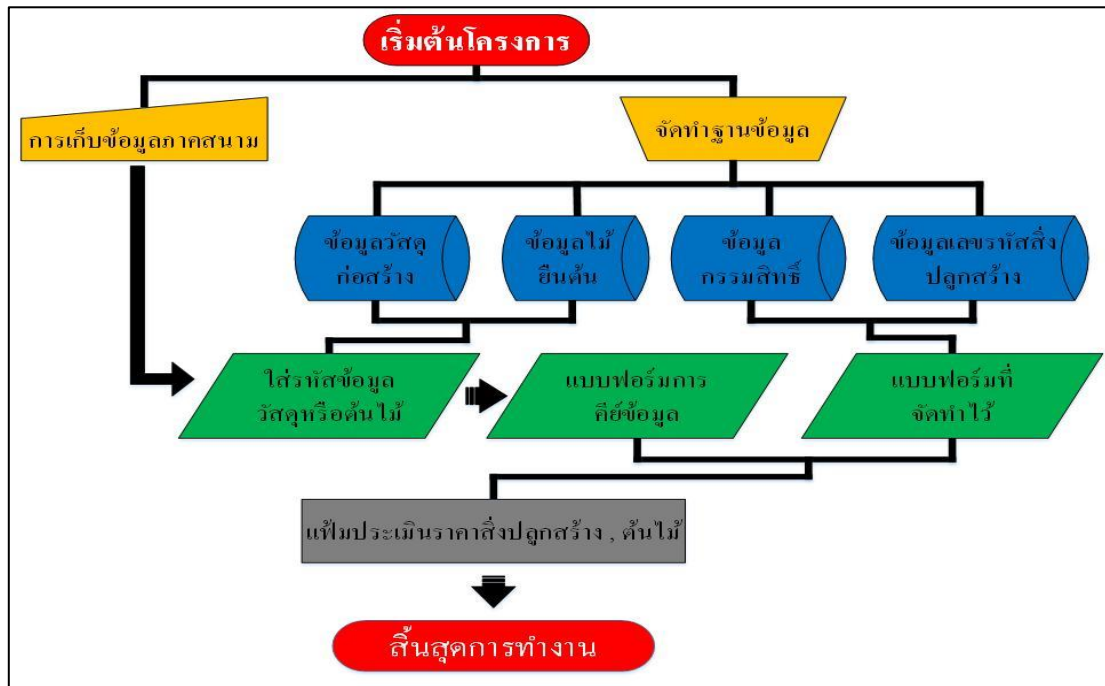 เริ่มต้นโครงการ
การเก็บข้อมูลภาคสนาม
จัดทำฐานข้อมูล
ข้อมูลวัสดุ
ก่อสร้าง
ข้อมูลไม้
ยืนต้น
ข้อมูล
กรรมสิทธิ์
ข้อมูลเลขรหัสสิ่ง
ปลูกสร้าง
ใส่รหัสข้อมูล
วัสดุหรือต้นไม้
แบบฟอร์มการ
คีย์ข้อมูล
แบบฟอร์มที่
จัดทำไว้
แฟ้มประเมินราคาสิ่งปลูกสร้าง , ต้นไม้
สิ้นสุดการทำงาน